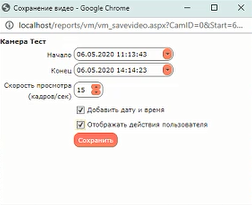 Сохранение видео - Google Chrome
localhost/reports/vm/vm_savevideo.aspx?CamID=0&Start=6...
Камера Тест
Начало 06.05.2020 11:13:43
Конец 06.05.2020 14:14:23
Скорость просмотра
(кадров/сек) 15
Добавить дату и время
Отображать действия пользователя
Сохранить